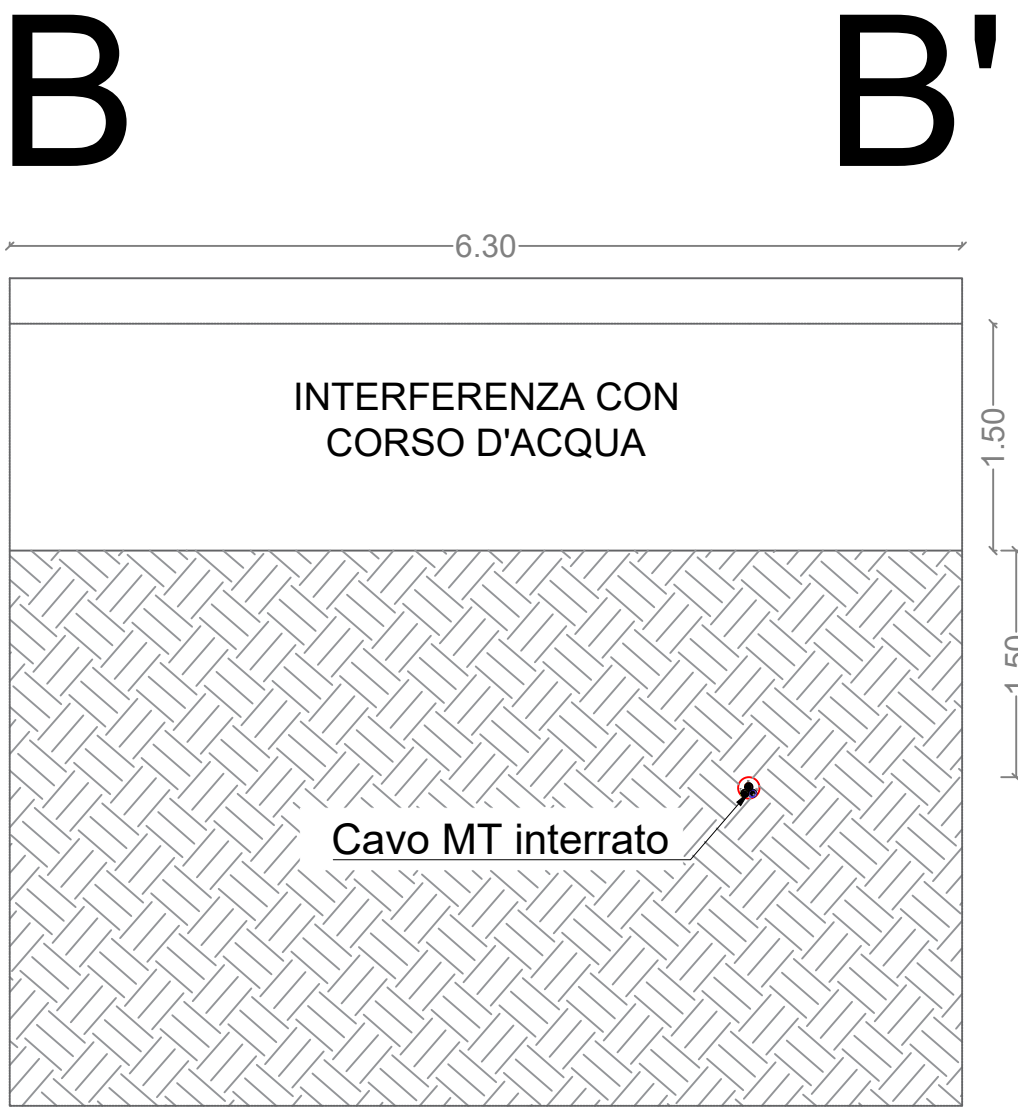 B B'
6.30
INTERFERENZA CON
CORSO D'ACQUA
1.50
1.50
Cavo MT interrato